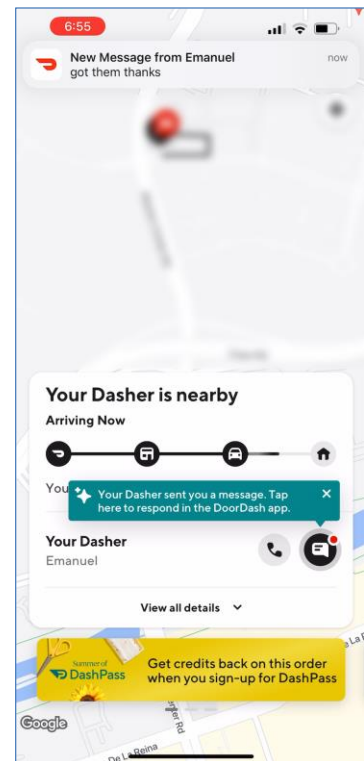 6:55
New Message from Emanuel
now
got them thanks
Your Dasher is nearby
Arriving Now
You
Your Dasher sent you a message. Tap
here to respond in the DoorDash app.
Your Dasher
Emanuel
View all details
Summer of
DashPass
Get credits back on this order
when you sign-up for DashPass
Google
De La Reina